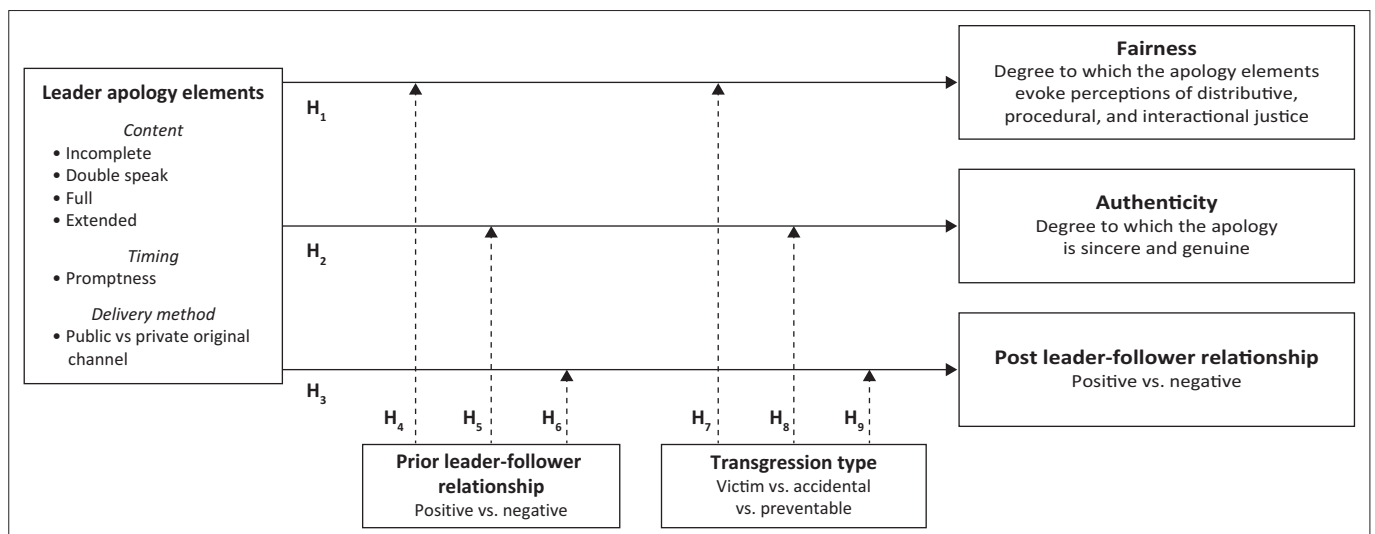 Leader apology elements
Content
• Incomplete
• Double speak
• Full
• Extended
Timing
• Promptness
Delivery method
• Public vs private original
channel
H1
H2
H3
H4
H5
H6
H7
H8
H9
Prior leader-follower
relationship
Positive vs. negative
Transgression type
Victim vs. accidental
vs. preventable
Fairness
Degree to which the apology elements
evoke perceptions of distributive,
procedural, and interactional justice
Authenticity
Degree to which the apology
is sincere and genuine
Post leader-follower relationship
Positive vs. negative